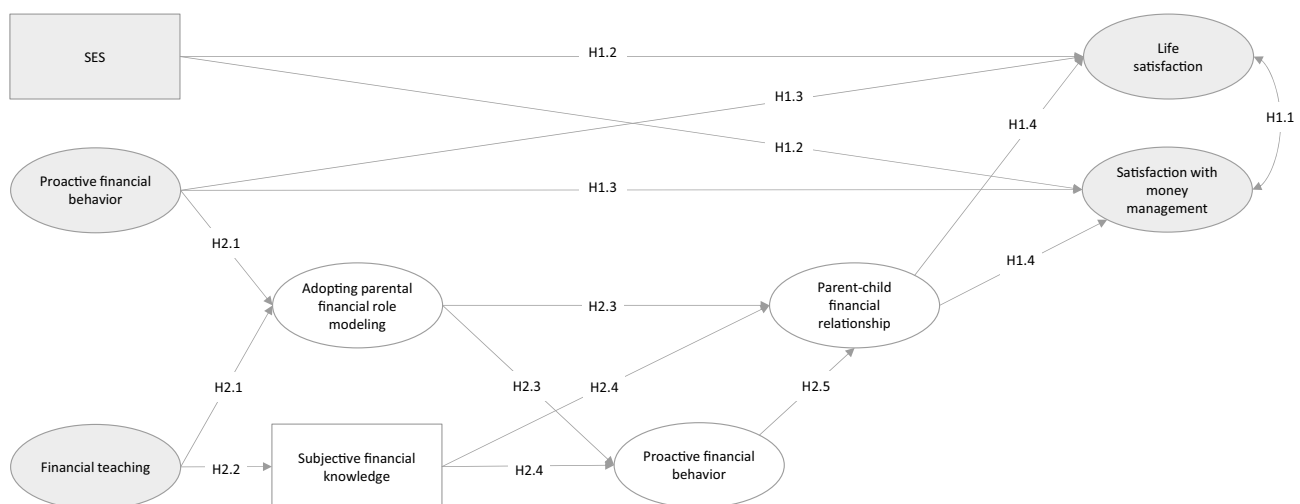 SES
H1.2
Life
satisfaction
H1.3
H1.4
H1.1
H1.2
Proactive financial
behavior
H1.3
Satisfaction with
money
management
H2.1
H1.4
Adopting parental
financial role
modeling
H2.3
Parent-child
financial
relationship
H2.1
H2.3
H2.4
H2.5
Financial teaching
H2.2
Subjective financial
knowledge
H2.4
Proactive financial
behavior